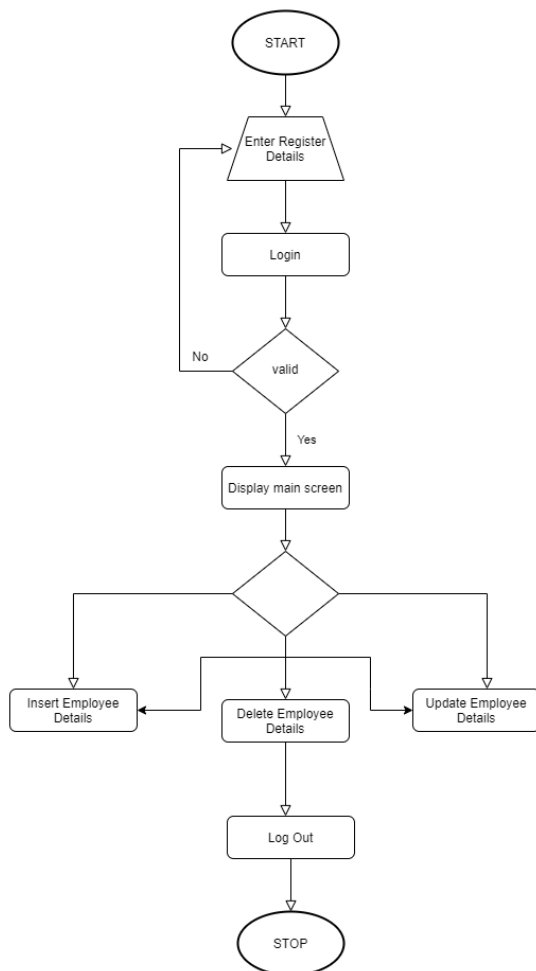 START
Enter Register
Details
Login
valid
No
Yes
Display main screen
Insert Employee
Details
Delete Employee
Details
Update Employee
Details
Log Out
STOP